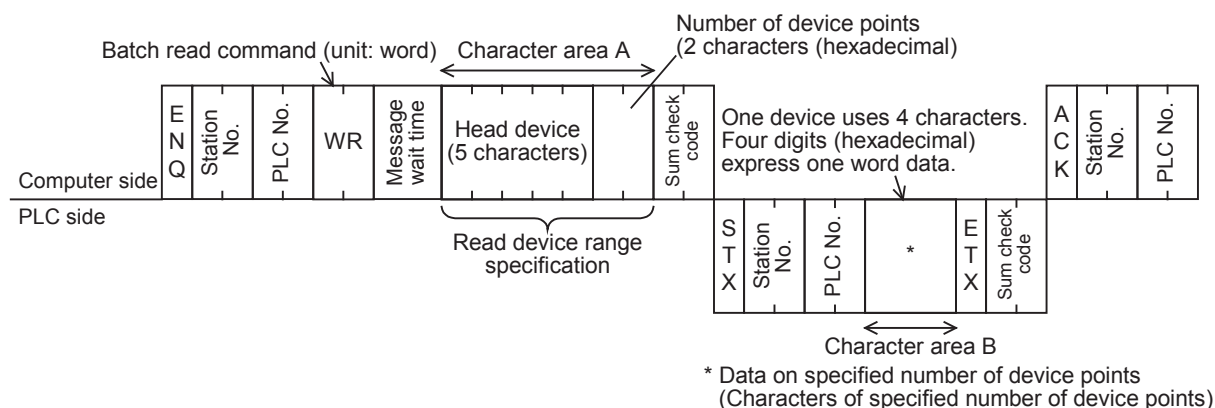 Number of device points
(2 characters (hexadecimal)
Batch read command (unit: word)
Character area A
ENQ
Station No.
PLC No.
WR
Message wait time
Head device
(5 characters)
Sum check code
One device uses 4 characters.
Four digits (hexadecimal)
express one word data.
ACK
Station No.
PLC No.
Computer side
PLC side
Read device range
specification
STX
Station No.
PLC No.
*
ETX
Sum check code
Character area B
* Data on specified number of device points
(Characters of specified number of device points)